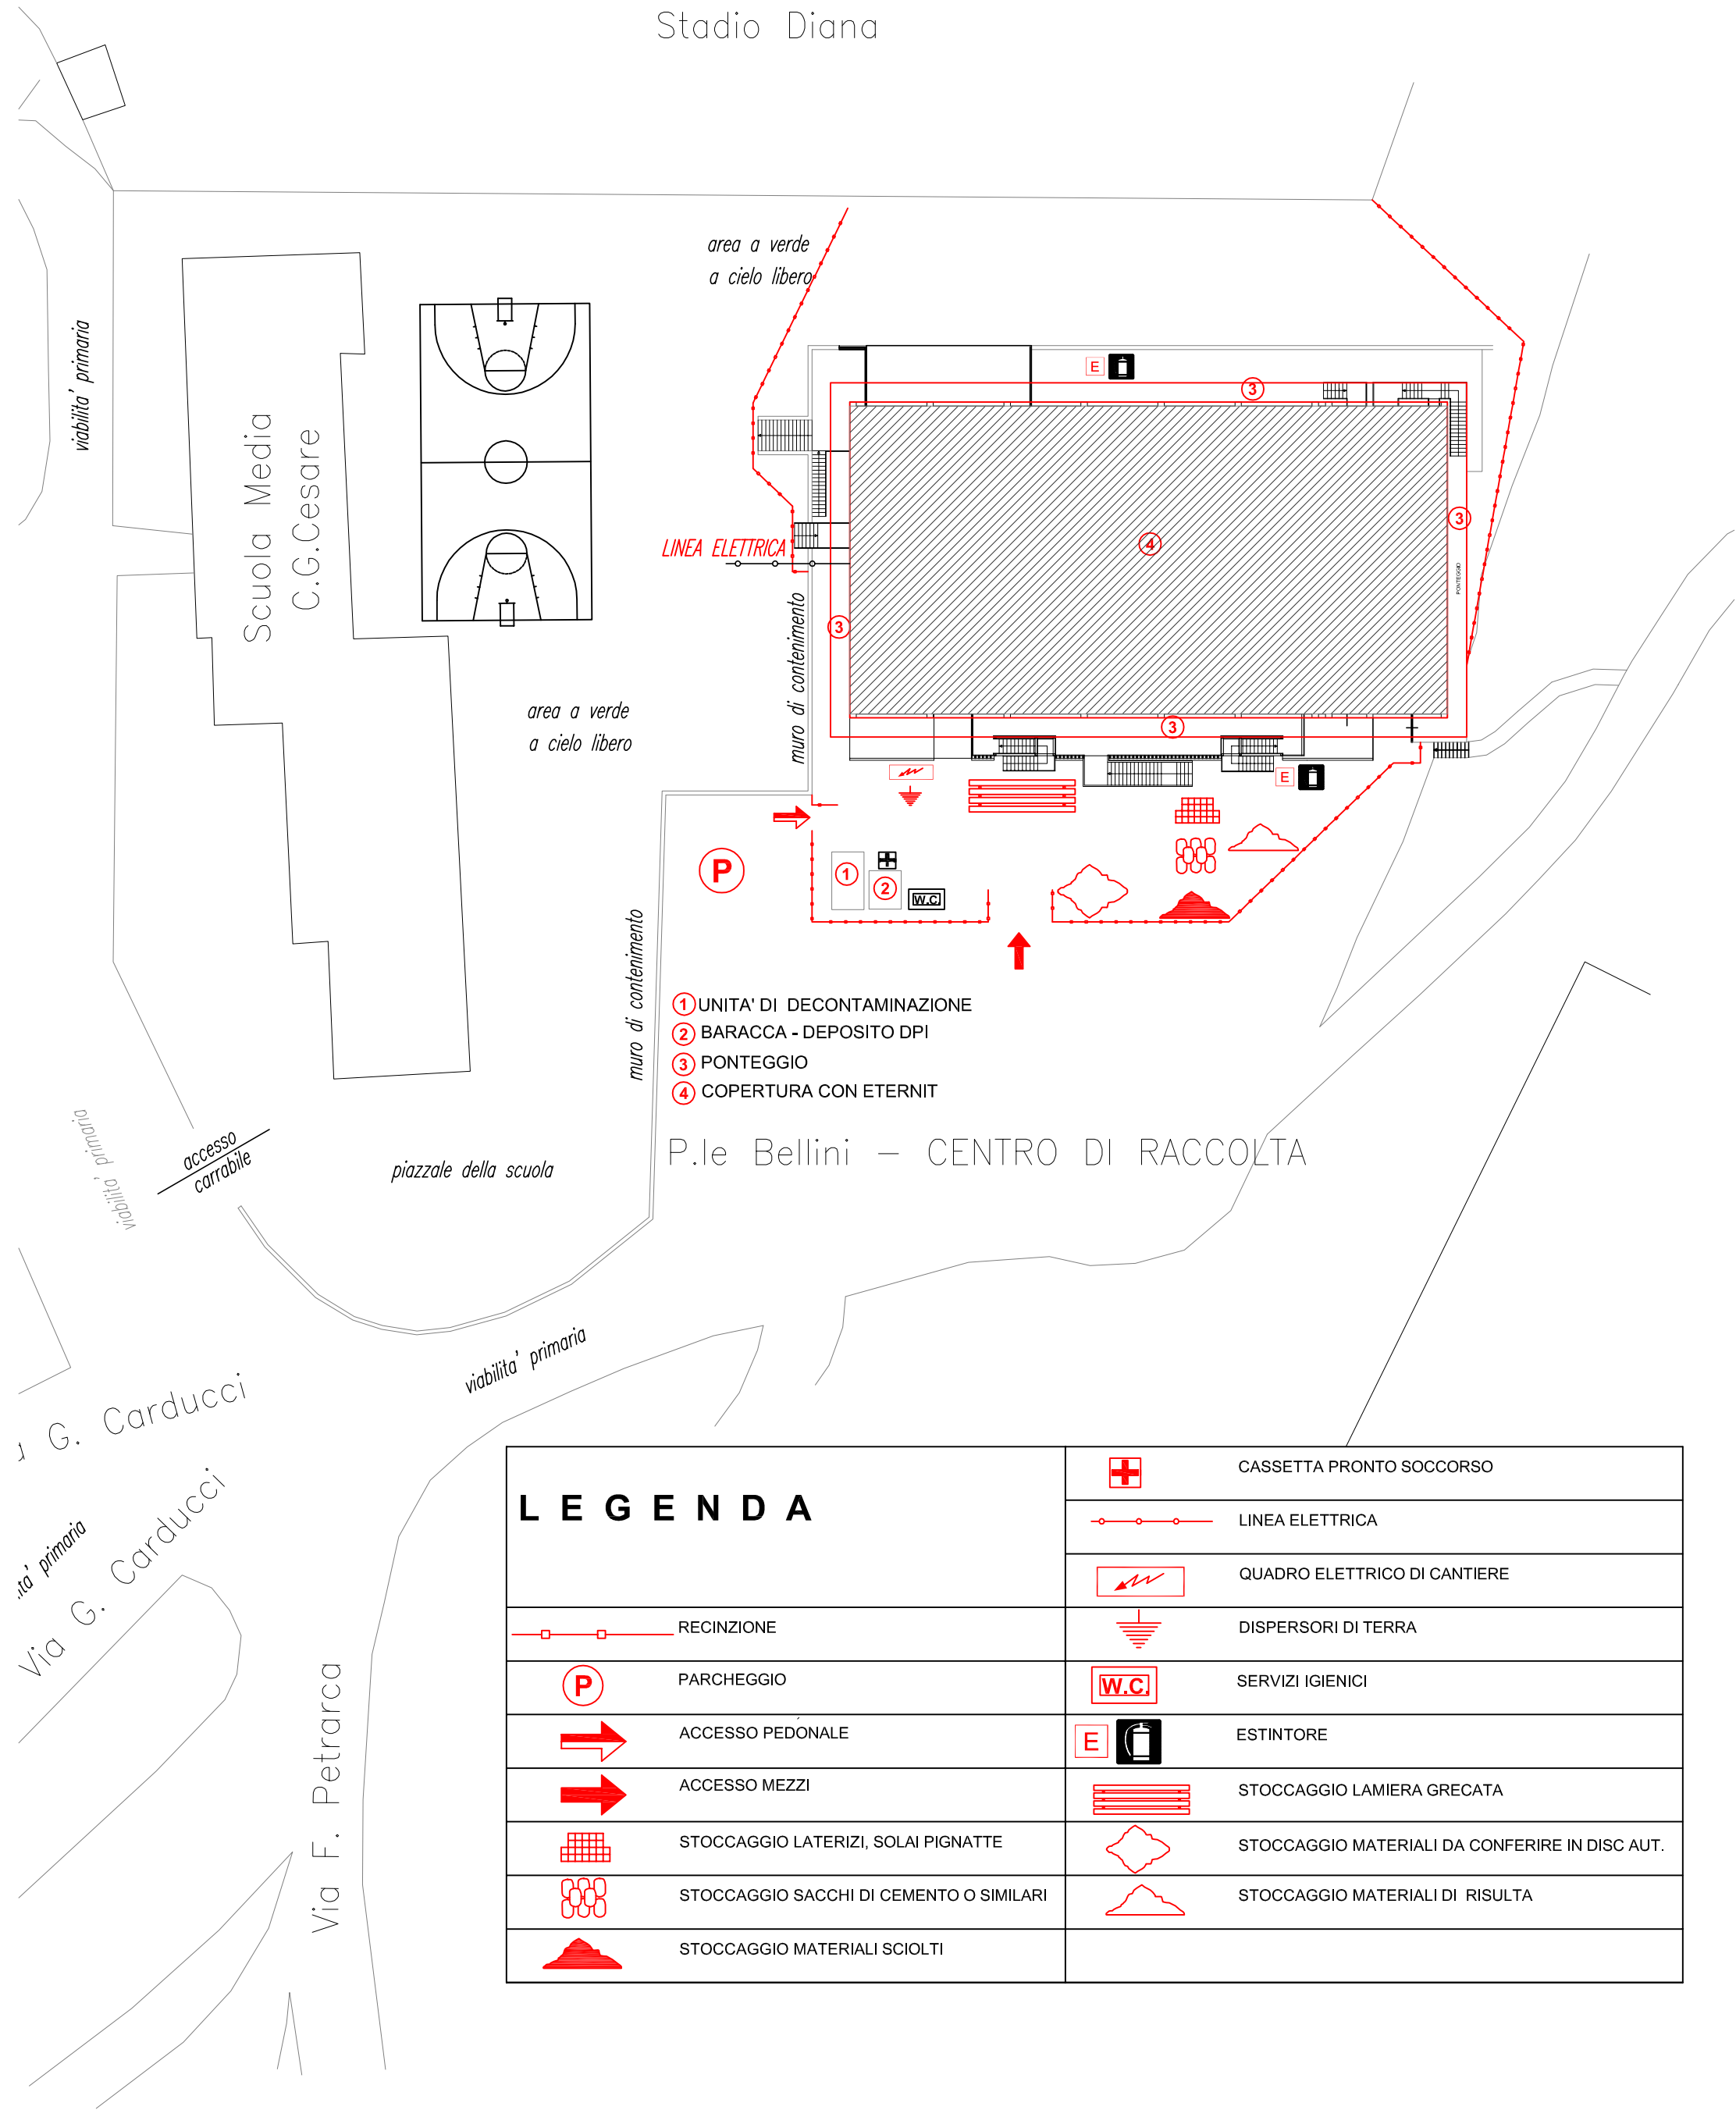 Stadio Diana
area a verde
a cielo libero
viabilita' primaria
Scuola Media
C.G.Cesare
E
3
3
4
LINEA ELETTRICA
PONTEGGIO
3
muro di contenimento
area a verde
a cielo libero
3
E
P
1
2
W.C.
muro di contenimento
1 UNITA' DI DECONTAMINAZIONE
2 BARACCA - DEPOSITO DPI
3 PONTEGGIO
4 COPERTURA CON ETERNIT
viabilita' primaria
accesso
carrabile
piazzale della scuola
P.le Bellini – CENTRO DI RACCOLTA
viabilita' primaria
G. Carducci
primaria
Via G. Carducci
Via F. Petrarca
LEGENDA
CASSETTA PRONTO SOCCORSO
LINEA ELETTRICA
QUADRO ELETTRICO DI CANTIERE
RECINZIONE
DISPERSORI DI TERRA
P PARCHEGGIO
W.C. SERVIZI IGIENICI
ACCESSO PEDONALE
E ESTINTORE
ACCESSO MEZZI
STOCCAGGIO LAMIERA GRECATA
STOCCAGGIO LATERIZI, SOLAI PIGNATTE
STOCCAGGIO MATERIALI DA CONFERIRE IN DISC AUT.
STOCCAGGIO SACCHI DI CEMENTO O SIMILARI
STOCCAGGIO MATERIALI DI RISULTA
STOCCAGGIO MATERIALI SCIOLTI